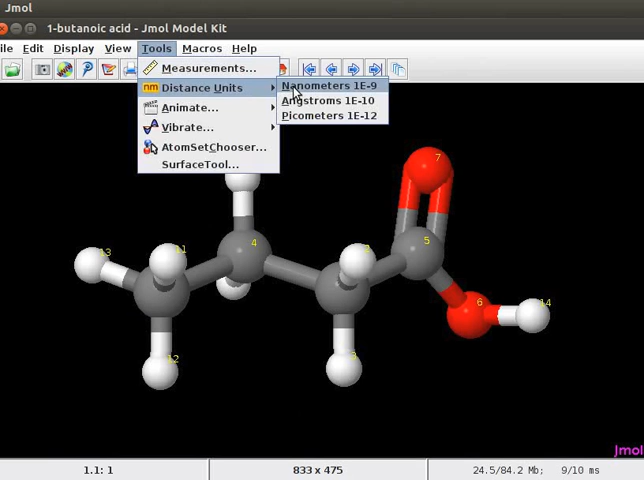 Jmol
1-butanoic acid - Jmol Model Kit
ile Edit Display View Tools Macros Help
Measurements...
nm Distance Units
Animate...
Vibrate...
AtomSetChooser...
SurfaceTool...
Nanometers 1E-9
Angstroms 1E-10
Picometers 1E-12
7
4
5
13
11
2
6
14
12
3
Jmol
1.1: 1
833 x 475
24.5/84.2 Mb; 9/10 ms